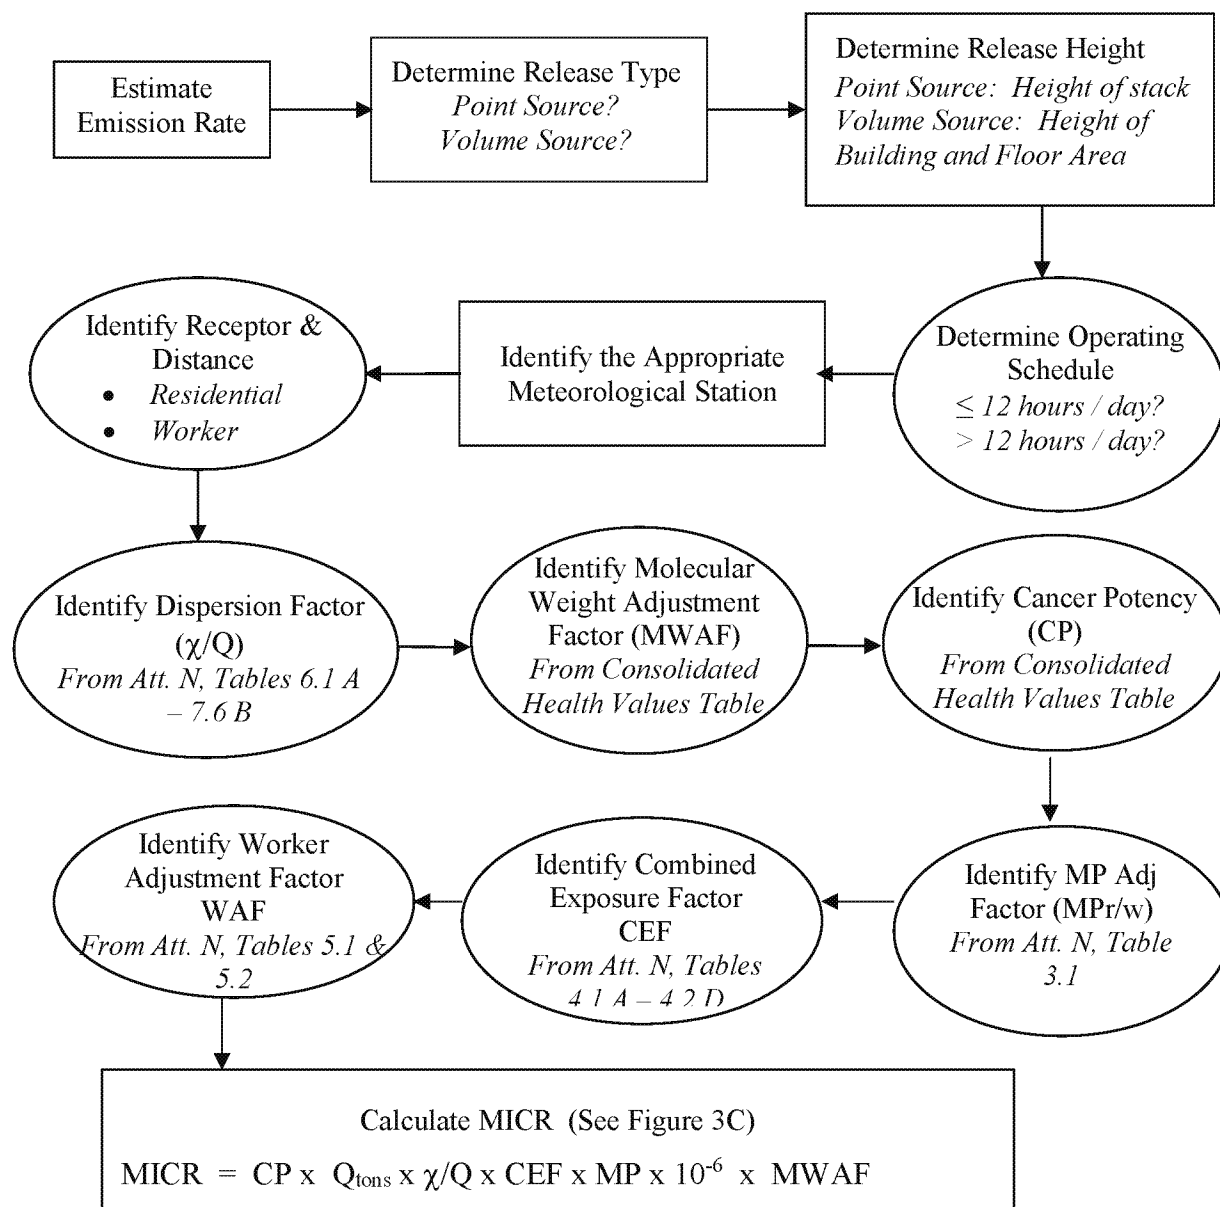 Estimate
Emission Rate
Determine Release Type
Point Source?
Volume Source?
Determine Release Height
Point Source: Height of stack
Volume Source: Height of
Building and Floor Area
Determine Operating
Schedule
≤ 12 hours / day?
> 12 hours / day?
Identify the Appropriate
Meteorological Station
Identify Receptor &
Distance
• Residential
• Worker
Identify Dispersion Factor
(χ/Q)
From Att. N, Tables 6.1 A
– 7.6 B
Identify Molecular
Weight Adjustment
Factor (MWAF)
From Consolidated
Health Values Table
Identify Cancer Potency
(CP)
From Consolidated
Health Values Table
Identify MP Adj
Factor (MPr/w)
From Att. N, Table
3.1
Identify Combined
Exposure Factor
CEF
From Att. N, Tables
4.1 A – 4.2 D
Identify Worker
Adjustment Factor
WAF
From Att. N, Tables 5.1 &
5.2
Calculate MICR (See Figure 3C)
MICR = CP x Qtons x χ/Q x CEF x MP x 10⁻⁶ x MWAF